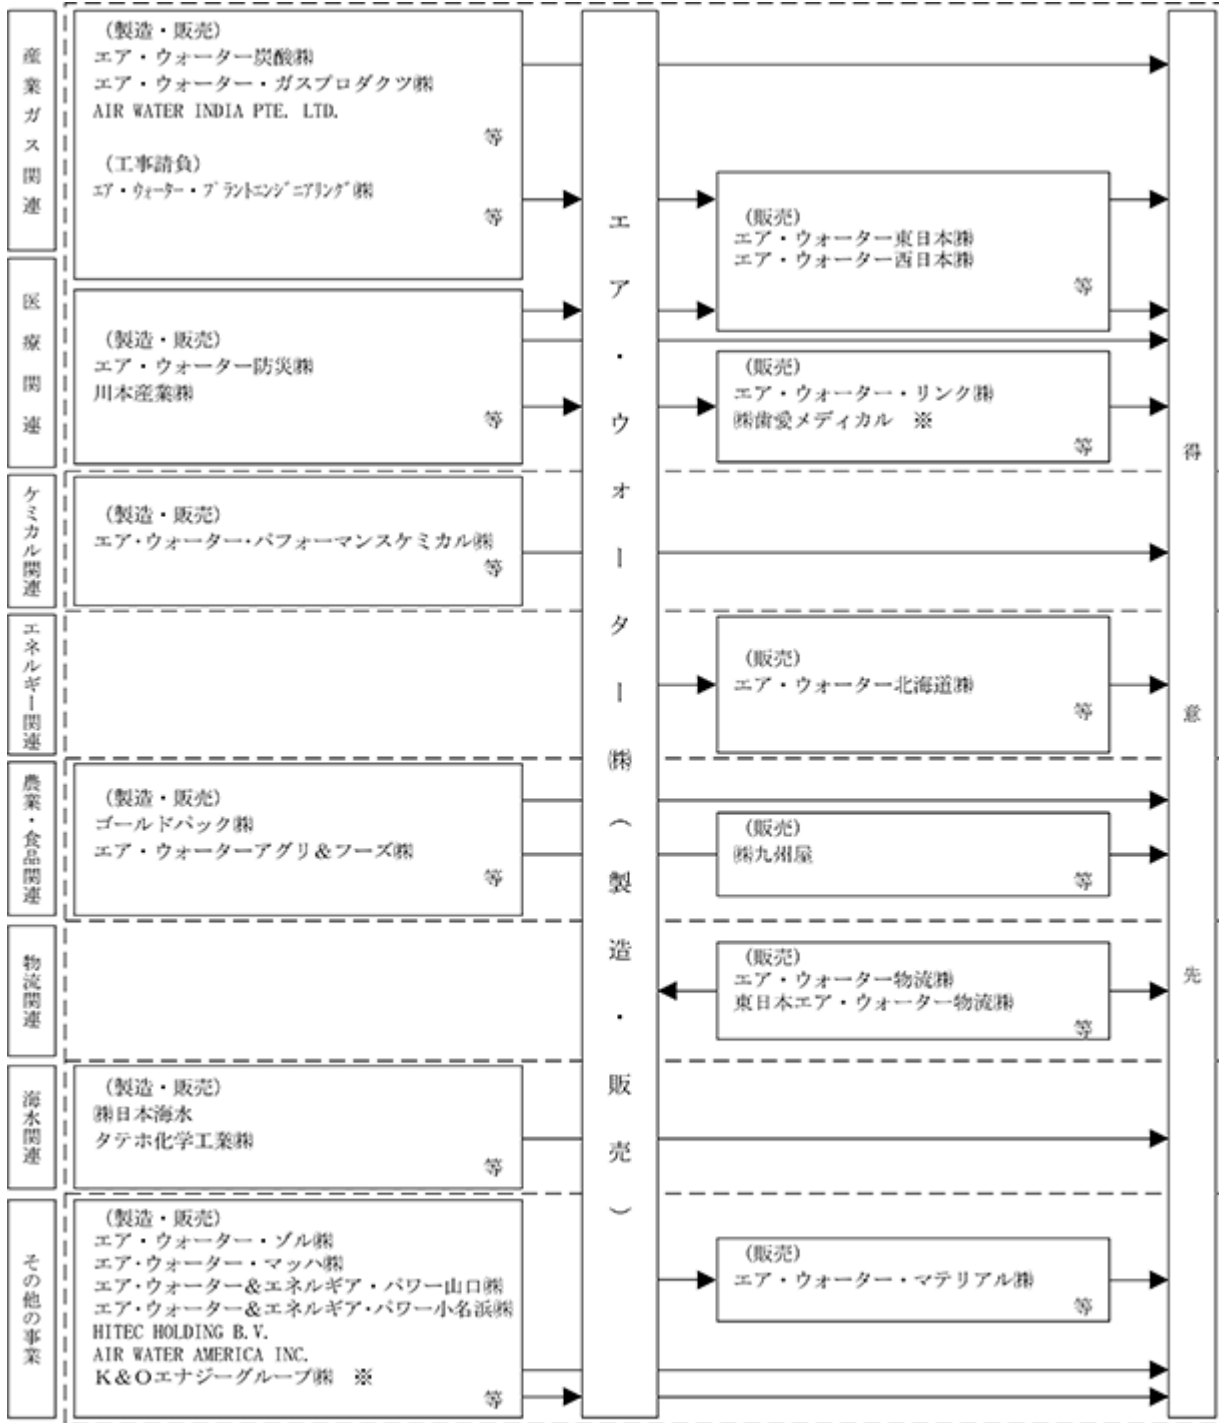 産業ガス関連
(製造・販売)
エア・ウォーター炭酸㈱
エア・ウォーター・ガスプロダクツ㈱
AIR WATER INDIA PTE. LTD.
等
(工事請負)
ｴｱ・ｳｫｰﾀｰ・ﾌﾟﾗﾝﾄｴﾝｼﾞﾆｱﾘﾝｸﾞ㈱
等
(販売)
エア・ウォーター東日本㈱
エア・ウォーター西日本㈱
等
医療関連
(製造・販売)
エア・ウォーター防災㈱
川本産業㈱
等
(販売)
エア・ウォーター・リンク㈱
㈱歯愛メディカル　※
等
ケミカル関連
(製造・販売)
エア・ウォーター・パフォーマンスケミカル㈱
等
エネルギー関連
(販売)
エア・ウォーター北海道㈱
等
農業・食品関連
(製造・販売)
ゴールドパック㈱
エア・ウォーターアグリ＆フーズ㈱
等
(販売)
㈱九州屋
等
物流関連
(販売)
エア・ウォーター物流㈱
東日本エア・ウォーター物流㈱
等
海水関連
(製造・販売)
㈱日本海水
タテホ化学工業㈱
等
その他の事業
(製造・販売)
エア・ウォーター・ゾル㈱
エア・ウォーター・マッハ㈱
エア・ウォーター＆エネルギア・パワー山口㈱
エア・ウォーター＆エネルギア・パワー小名浜㈱
HITEC HOLDING B.V.
AIR WATER AMERICA INC.
K＆Oエナジーグループ㈱　※
等
(販売)
エア・ウォーター・マテリアル㈱
等
エア・ウォーター㈱(製造・販売)
得意先